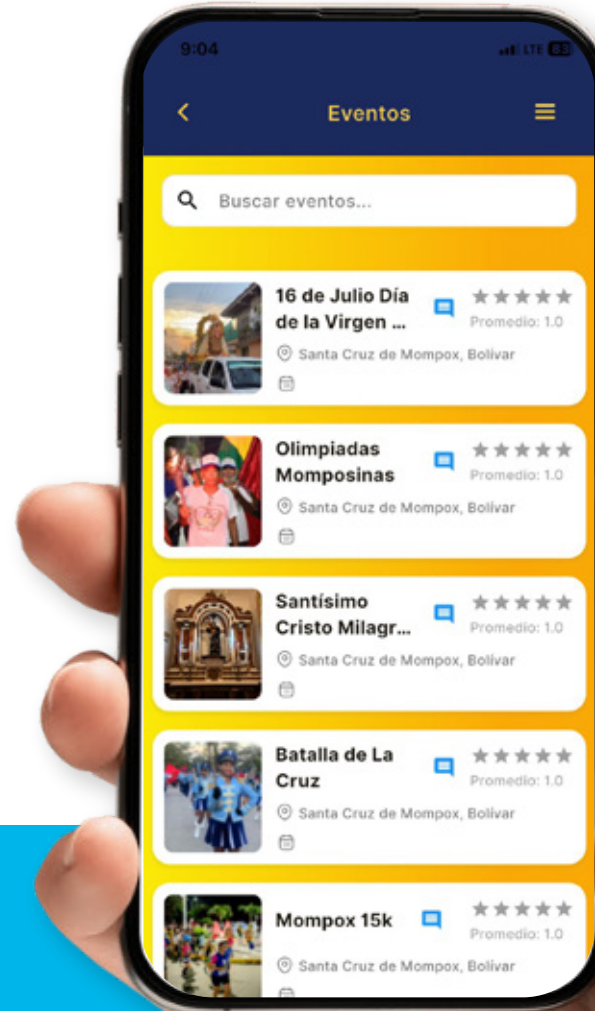 9:04
LTE 83
Eventos
Buscar eventos...
16 de Julio Día
de la Virgen ...
Promedio: 1.0
Santa Cruz de Mompox, Bolívar
Olimpiadas
Momposinas
Promedio: 1.0
Santa Cruz de Mompox, Bolívar
Santísimo
Cristo Milagr...
Promedio: 1.0
Santa Cruz de Mompox, Bolívar
Batalla de La
Cruz
Promedio: 1.0
Santa Cruz de Mompox, Bolívar
Mompox 15k
Promedio: 1.0
Santa Cruz de Mompox, Bolívar